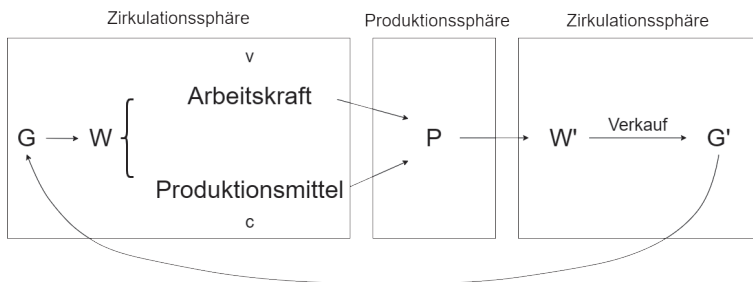 Zirkulationssphäre
Produktionssphäre
Zirkulationssphäre
v
Arbeitskraft
G
W
P
W'
Verkauf
G'
Produktionsmittel
c